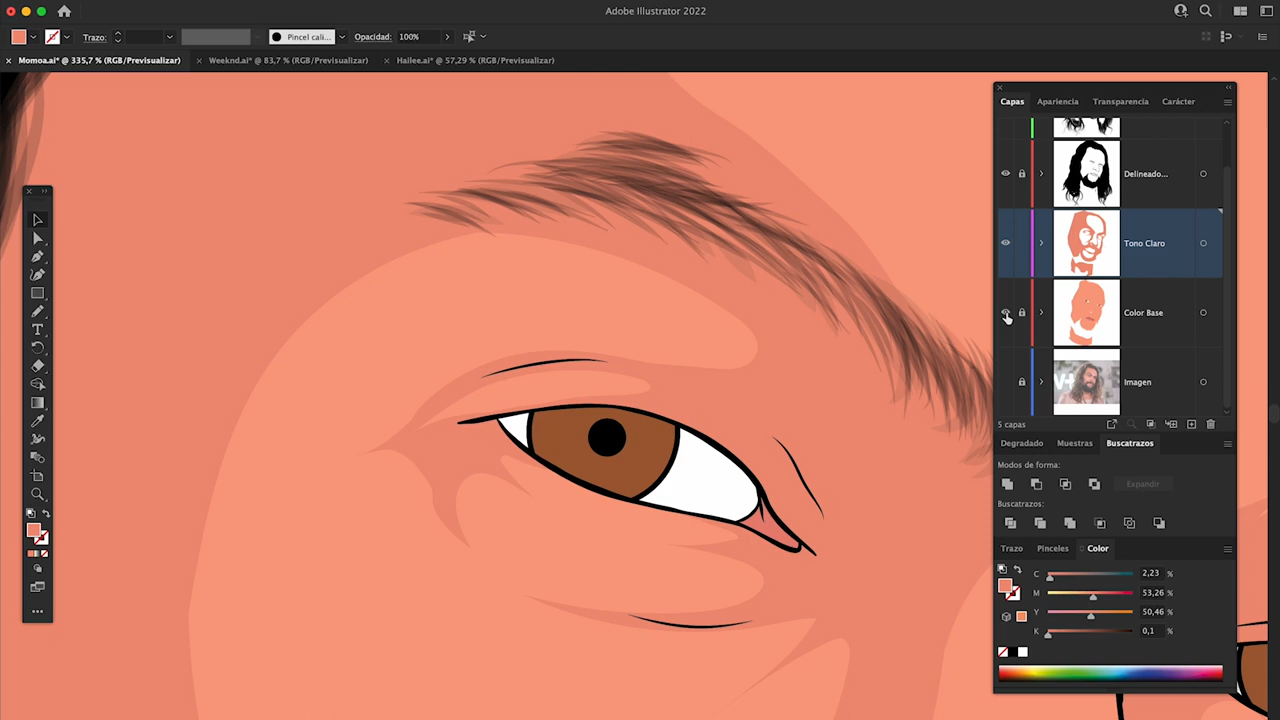 Adobe Illustrator 2022
Trazo:
Pincel cali...
Opacidad:
100%
Momoa.ai* @ 335,7 % (RGB/Previsualizar)
Weeknd.ai* @ 83,7 % (RGB/Previsualizar)
Hailee.ai* @ 57,29 % (RGB/Previsualizar)
Capas
Apariencia
Transparencia
Carácter
Delineado...
Tono Claro
Color Base
Imagen
5 capas
Degradado
Muestras
Buscatrazos
Modos de forma:
Expandir
Buscatrazos:
Trazo
Pinceles
Color
C 2,23 %
M 53,26 %
Y 50,46 %
K 0,1 %